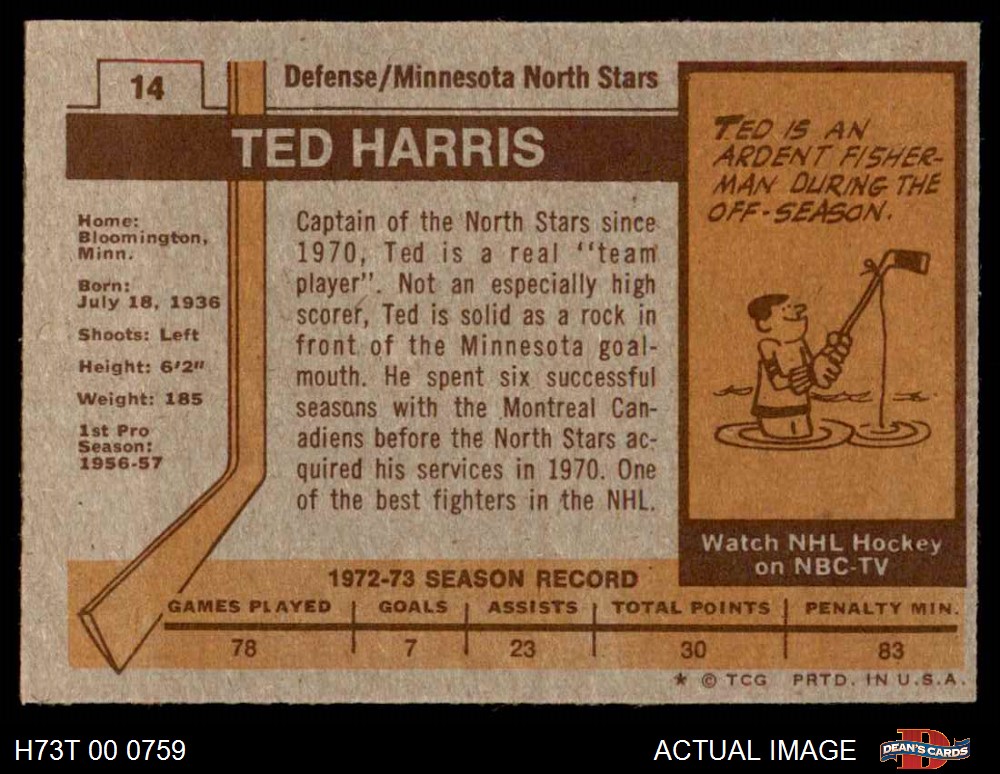 14
Defense/Minnesota North Stars
TED HARRIS
Home:
Bloomington,
Minn.
Born:
July 18, 1936
Shoots: Left
Height: 6'2"
Weight: 185
1st Pro
Season:
1956-57
Captain of the North Stars since
1970, Ted is a real "team
player". Not an especially high
scorer, Ted is solid as a rock in
front of the Minnesota goal-
mouth. He spent six successful
seasons with the Montreal Can-
adiens before the North Stars ac-
quired his services in 1970. One
of the best fighters in the NHL.
TED IS AN
ARDENT FISHER-
MAN DURING THE
OFF-SEASON.
Watch NHL Hockey
on NBC-TV
1972-73 SEASON RECORD
GAMES PLAYED GOALS ASSISTS TOTAL POINTS PENALTY MIN.
78 7 23 30 83
* © TCG PRTD. IN U.S.A.
H73T 00 0759
ACTUAL IMAGE
DEAN'S CARDS